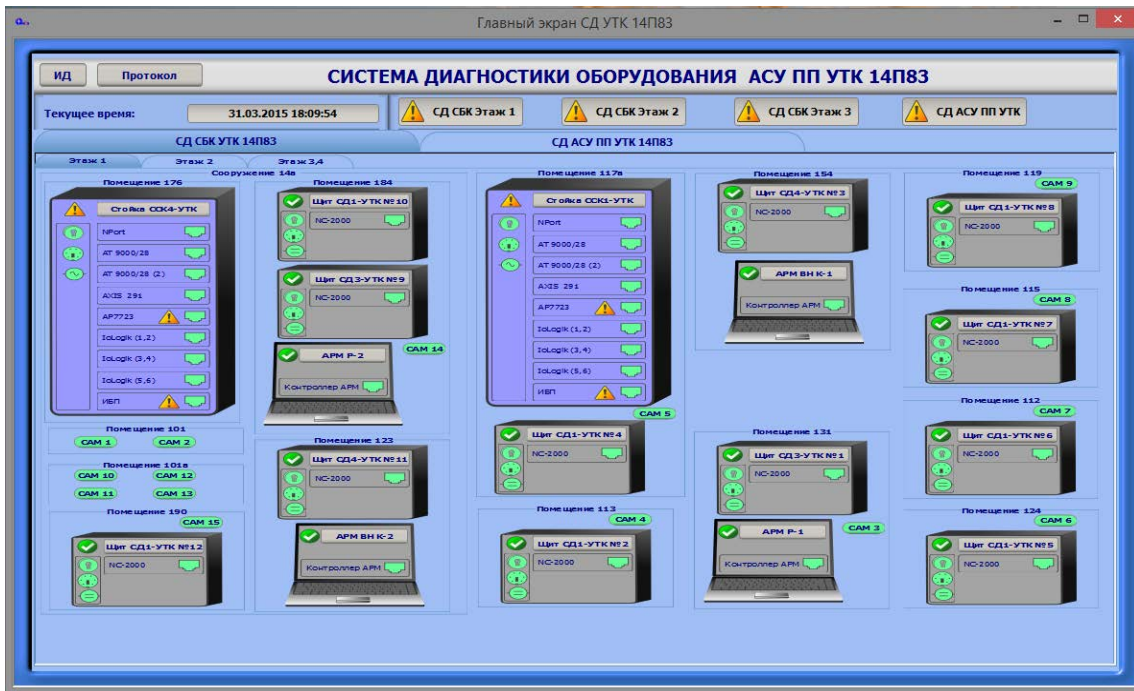 Главный экран СД УТК 14П83
ИД
Протокол
СИСТЕМА ДИАГНОСТИКИ ОБОРУДОВАНИЯ АСУ ПП УТК 14П83
Текущее время:
31.03.2015 18:09:54
СД СБК Этаж 1
СД СБК Этаж 2
СД СБК Этаж 3
СД АСУ ПП УТК
СД СБК УТК 14П83
СД АСУ ПП УТК 14П83
Этаж 1
Этаж 2
Этаж 3,4
Сооружение 14а
Помещение 176
Стойка ССК4-УТК
NPort
AT 9000/28
AT 9000/28 (2)
AXIS 291
AP7723
IoLogik (1,2)
IoLogik (3,4)
IoLogik (5,6)
ИБП
Помещение 101
CAM 1
CAM 2
Помещение 101в
CAM 10
CAM 12
CAM 11
CAM 13
Помещение 190
CAM 15
Щит СД1-УТК №12
NC-2000
Помещение 184
Щит СД1-УТК №10
NC-2000
Щит СД3-УТК №9
NC-2000
CAM 14
АРМ Р-2
Контроллер АРМ
Помещение 123
Щит СД4-УТК №11
NC-2000
АРМ ВН К-2
Контроллер АРМ
Помещение 117в
Стойка ССК1-УТК
NPort
AT 9000/28
AT 9000/28 (2)
AXIS 291
AP7723
IoLogik (1,2)
IoLogik (3,4)
IoLogik (5,6)
ИБП
CAM 5
Щит СД1-УТК №4
NC-2000
Помещение 113
CAM 4
Щит СД1-УТК №2
NC-2000
Помещение 154
Щит СД4-УТК №3
NC-2000
АРМ ВН К-1
Контроллер АРМ
Помещение 131
Щит СД3-УТК №1
NC-2000
АРМ Р-1
CAM 3
Контроллер АРМ
Помещение 119
CAM 9
Щит СД1-УТК №8
NC-2000
Помещение 115
CAM 8
Щит СД1-УТК №7
NC-2000
Помещение 112
CAM 7
Щит СД1-УТК №6
NC-2000
Помещение 124
CAM 6
Щит СД1-УТК №5
NC-2000